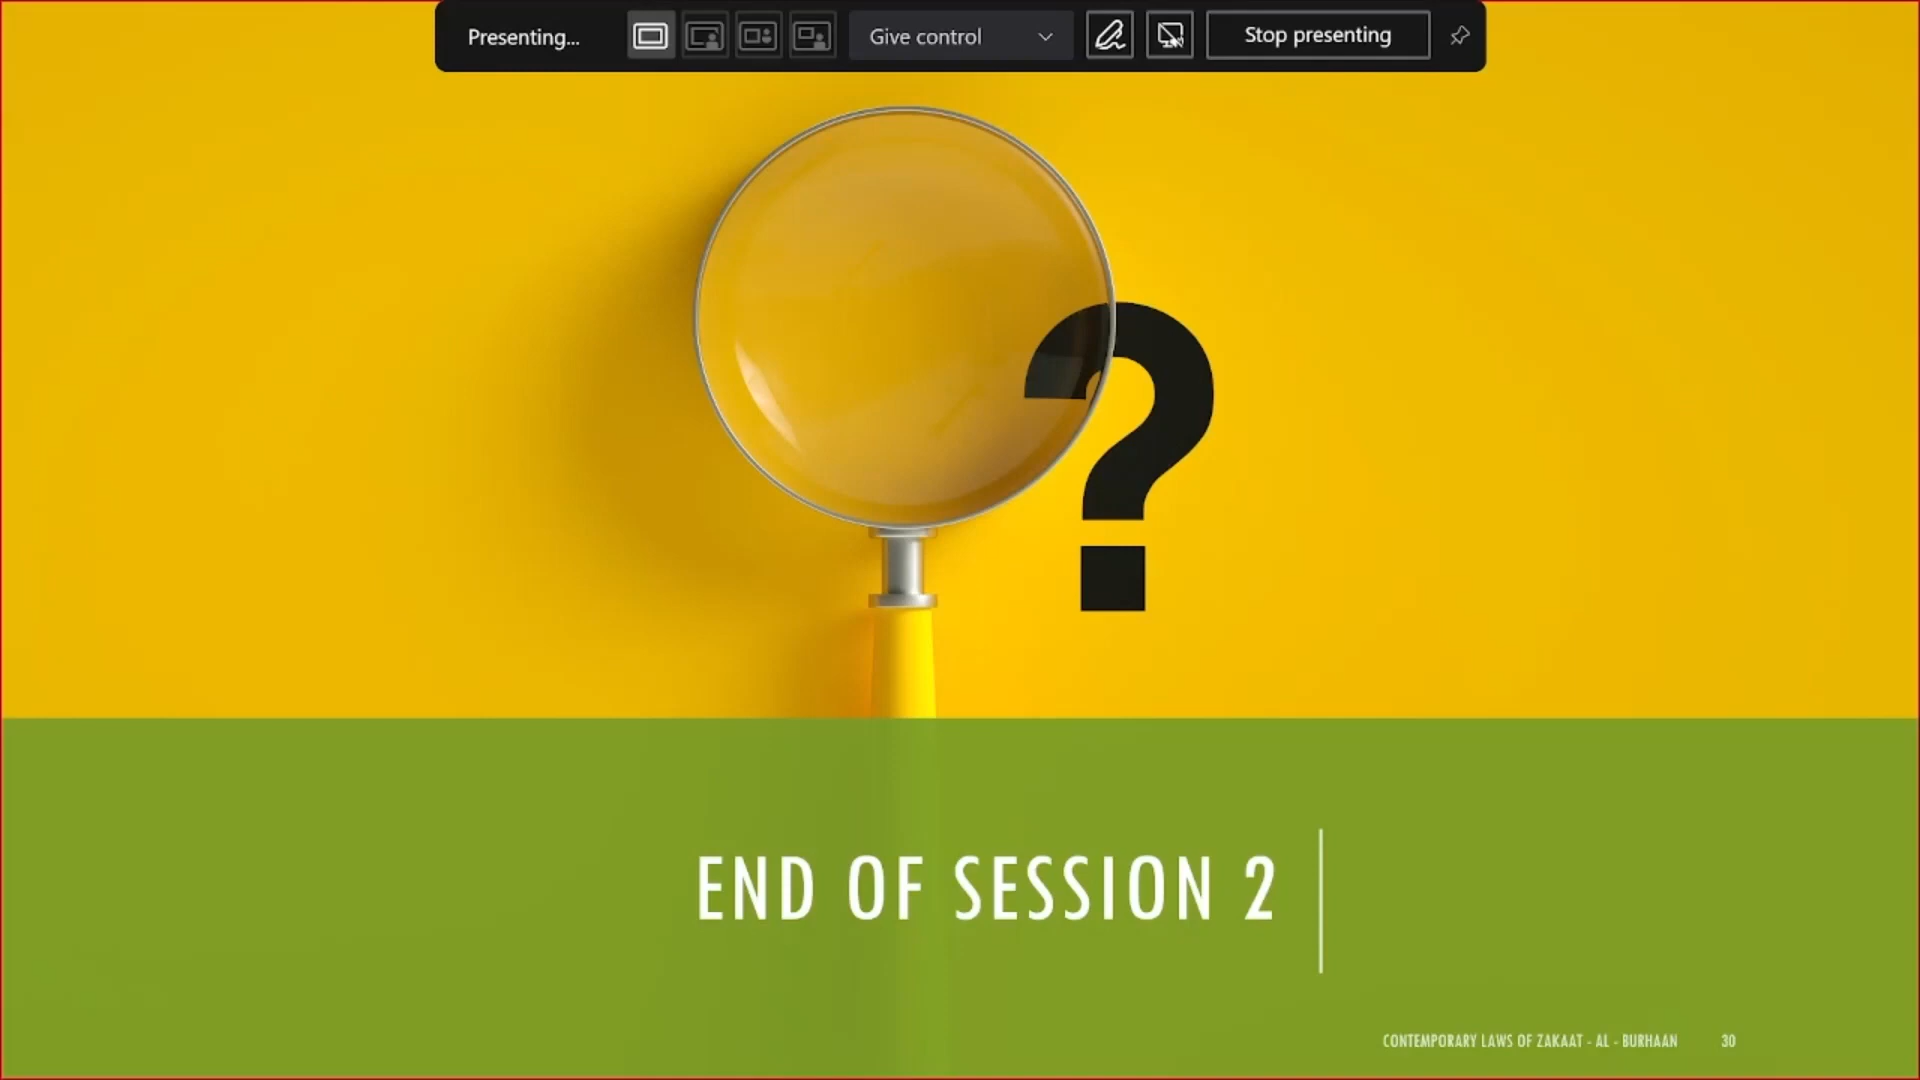 Presenting...
Give control
Stop presenting
?
END OF SESSION 2
CONTEMPORARY LAWS OF ZAKAAT - AL - BURHAAN 30